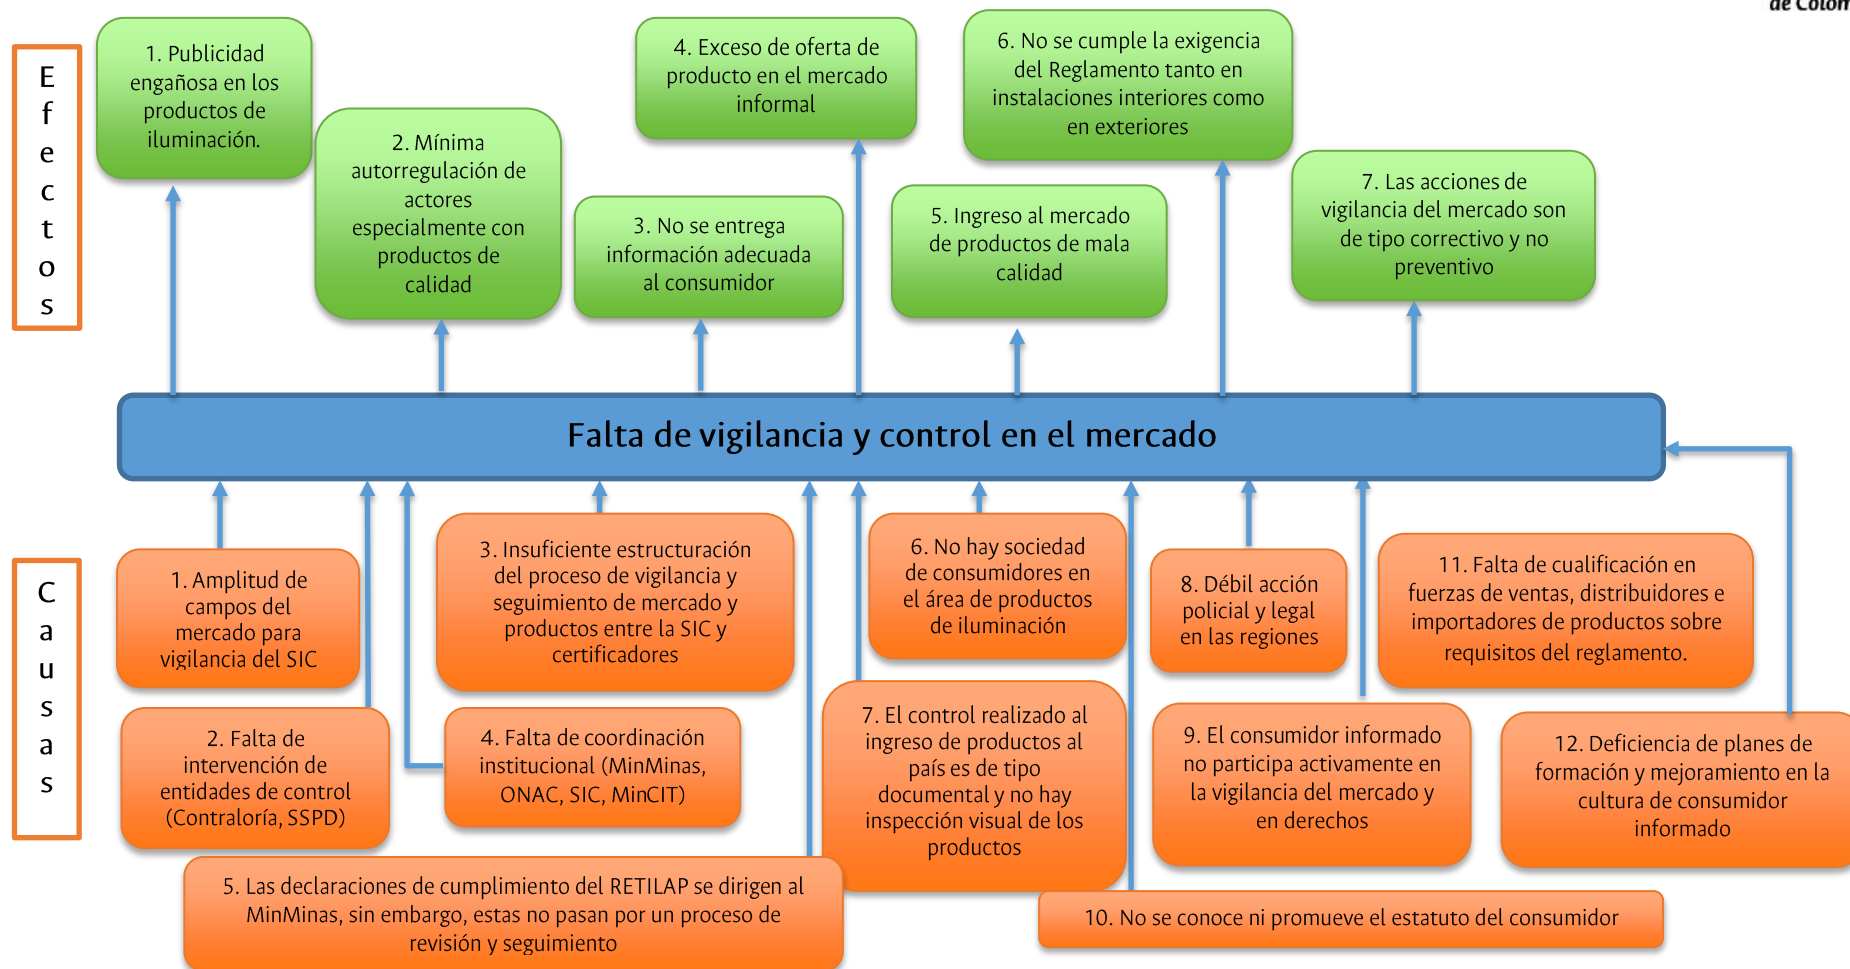 de Colom
Efectos
1. Publicidad
engañosa en los
productos de
iluminación.
2. Mínima
autorregulación de
actores
especialmente con
productos de
calidad
3. No se entrega
información adecuada
al consumidor
4. Exceso de oferta de
producto en el mercado
informal
5. Ingreso al mercado
de productos de mala
calidad
6. No se cumple la exigencia
del Reglamento tanto en
instalaciones interiores como
en exteriores
7. Las acciones de
vigilancia del mercado son
de tipo correctivo y no
preventivo
Falta de vigilancia y control en el mercado
Causas
1. Amplitud de
campos del
mercado para
vigilancia del SIC
2. Falta de
intervención de
entidades de control
(Contraloría, SSPD)
3. Insuficiente estructuración
del proceso de vigilancia y
seguimiento de mercado y
productos entre la SIC y
certificadores
4. Falta de coordinación
institucional (MinMinas,
ONAC, SIC, MinCIT)
5. Las declaraciones de cumplimiento del RETILAP se dirigen al
MinMinas, sin embargo, estas no pasan por un proceso de
revisión y seguimiento
6. No hay sociedad
de consumidores en
el área de productos
de iluminación
7. El control realizado al
ingreso de productos al
país es de tipo
documental y no hay
inspección visual de los
productos
8. Débil acción
policial y legal
en las regiones
9. El consumidor informado
no participa activamente en
la vigilancia del mercado y
en derechos
10. No se conoce ni promueve el estatuto del consumidor
11. Falta de cualificación en
fuerzas de ventas, distribuidores e
importadores de productos sobre
requisitos del reglamento.
12. Deficiencia de planes de
formación y mejoramiento en la
cultura de consumidor
informado